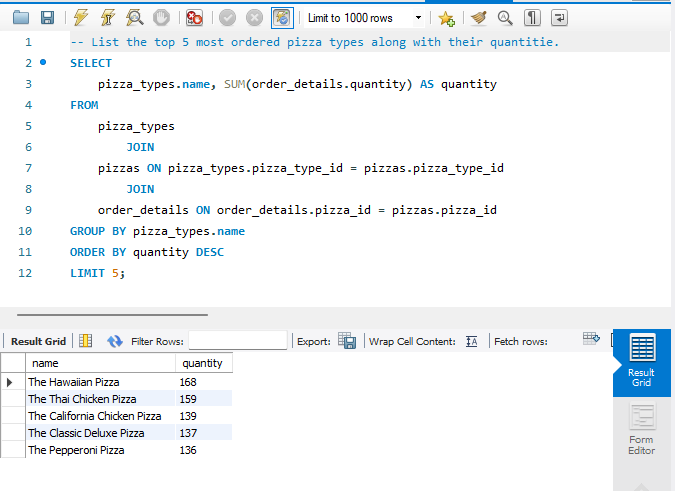 Limit to 1000 rows
1 -- List the top 5 most ordered pizza types along with their quantitie.
2 SELECT
3 pizza_types.name, SUM(order_details.quantity) AS quantity
4 FROM
5 pizza_types
6 JOIN
7 pizzas ON pizza_types.pizza_type_id = pizzas.pizza_type_id
8 JOIN
9 order_details ON order_details.pizza_id = pizzas.pizza_id
10 GROUP BY pizza_types.name
11 ORDER BY quantity DESC
12 LIMIT 5;
Result Grid Filter Rows: Export: Wrap Cell Content: IA Fetch rows:
name quantity
The Hawaiian Pizza 168
The Thai Chicken Pizza 159
The California Chicken Pizza 139
The Classic Deluxe Pizza 137
The Pepperoni Pizza 136
Result
Grid
Form
Editor